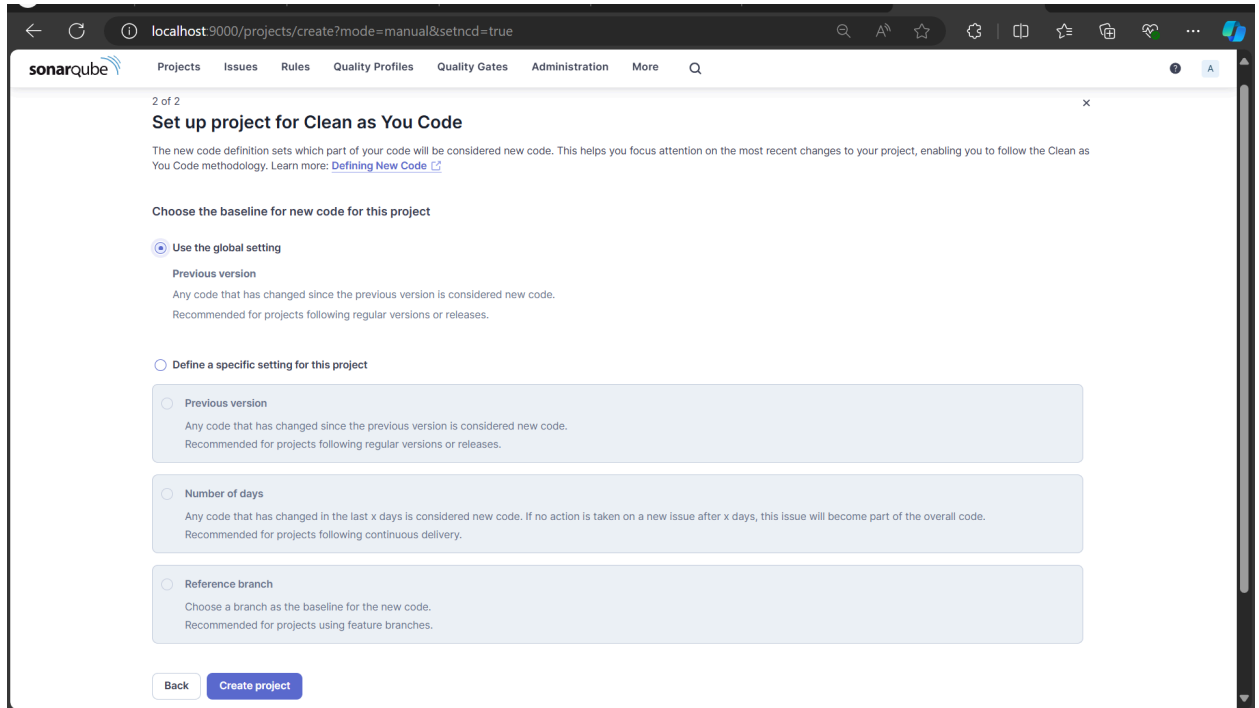 localhost:9000/projects/create?mode=manual&setncd=true
sonarqube Projects Issues Rules Quality Profiles Quality Gates Administration More A
2 of 2
Set up project for Clean as You Code
The new code definition sets which part of your code will be considered new code. This helps you focus attention on the most recent changes to your project, enabling you to follow the Clean as
You Code methodology. Learn more: Defining New Code
Choose the baseline for new code for this project
Use the global setting
Previous version
Any code that has changed since the previous version is considered new code.
Recommended for projects following regular versions or releases.
Define a specific setting for this project
Previous version
Any code that has changed since the previous version is considered new code.
Recommended for projects following regular versions or releases.
Number of days
Any code that has changed in the last x days is considered new code. If no action is taken on a new issue after x days, this issue will become part of the overall code.
Recommended for projects following continuous delivery.
Reference branch
Choose a branch as the baseline for the new code.
Recommended for projects using feature branches.
Back Create project